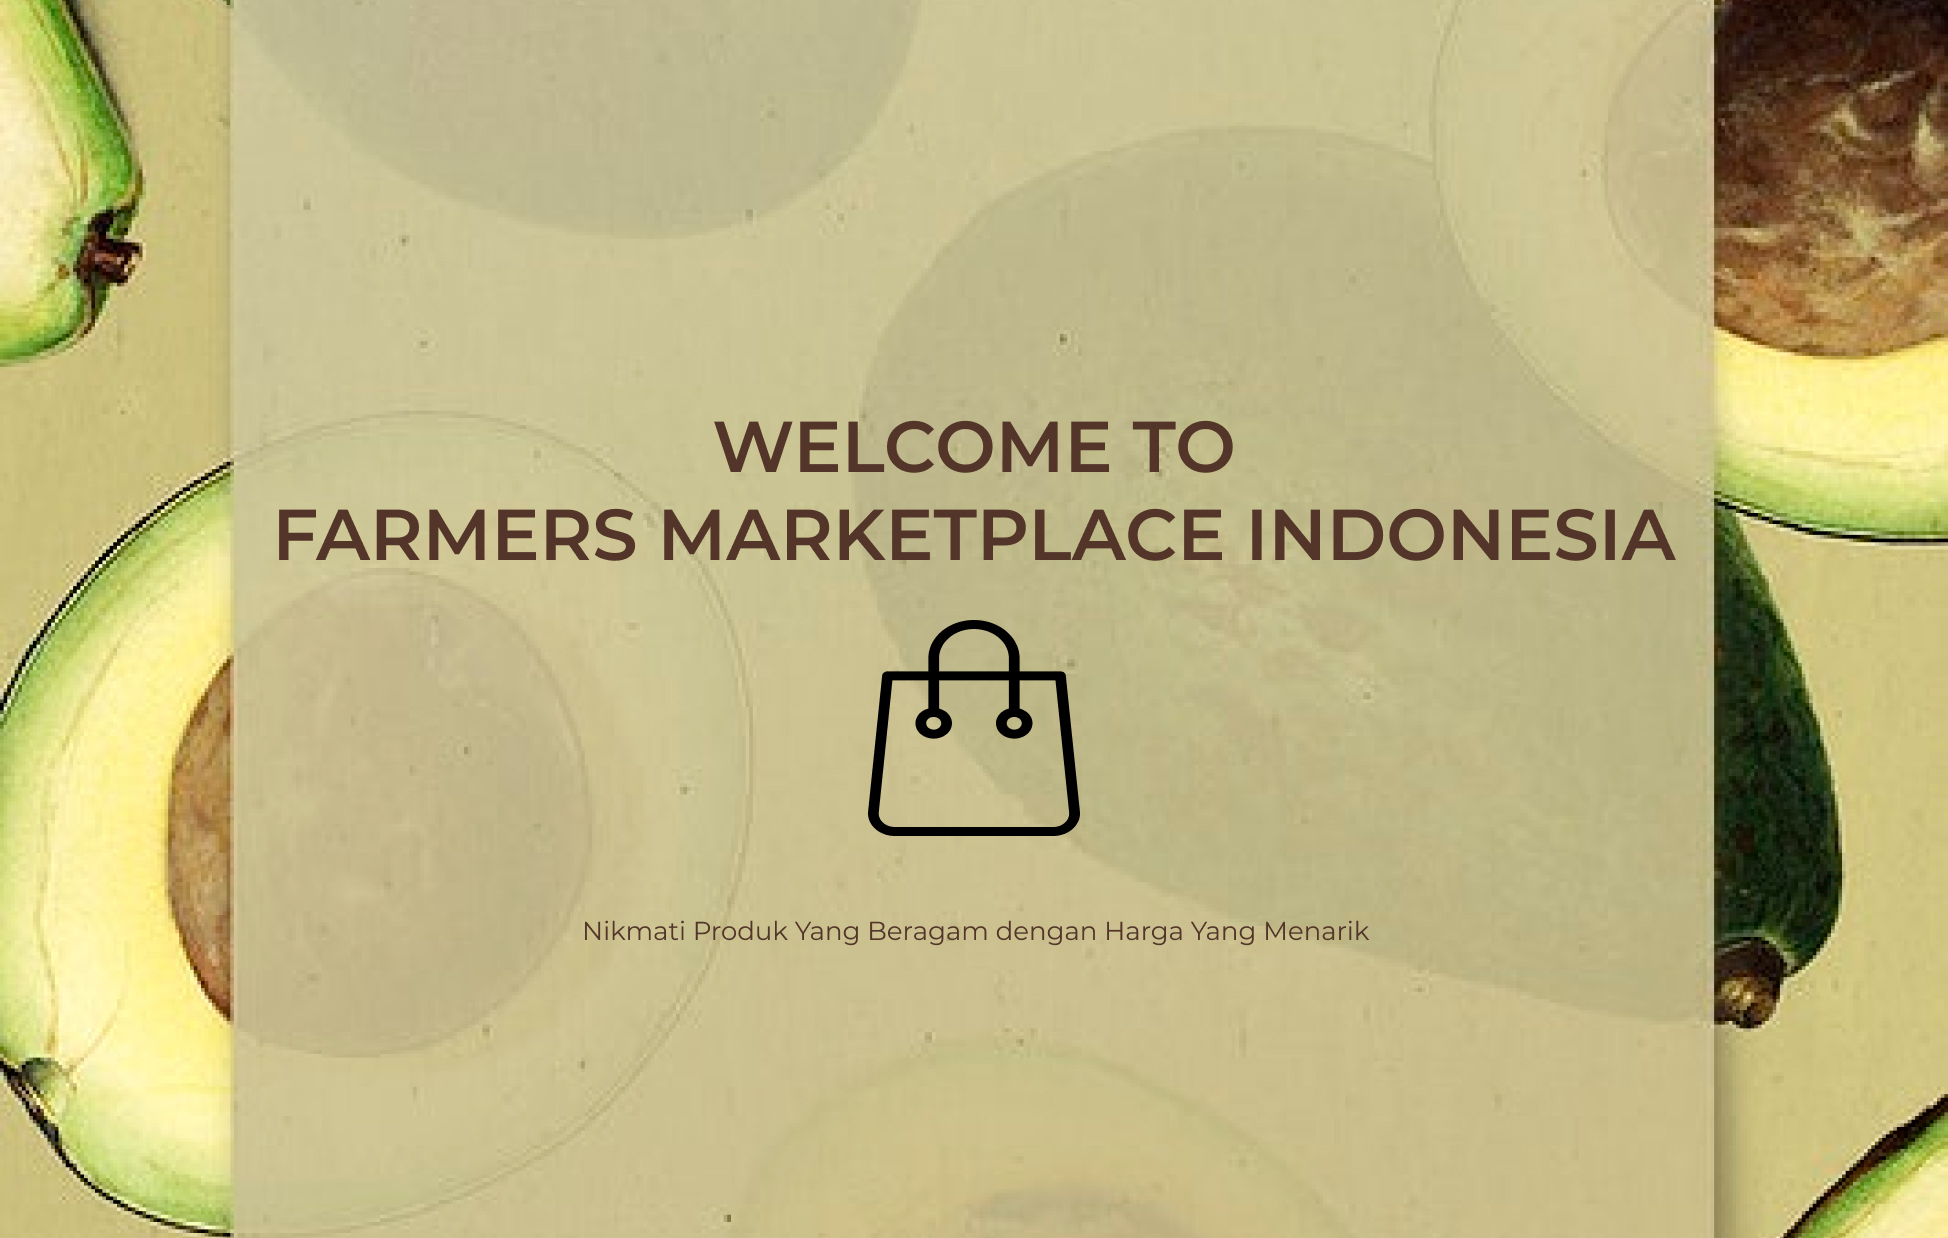 WELCOME TO
FARMERS MARKETPLACE INDONESIA
Nikmati Produk Yang Beragam dengan Harga Yang Menarik